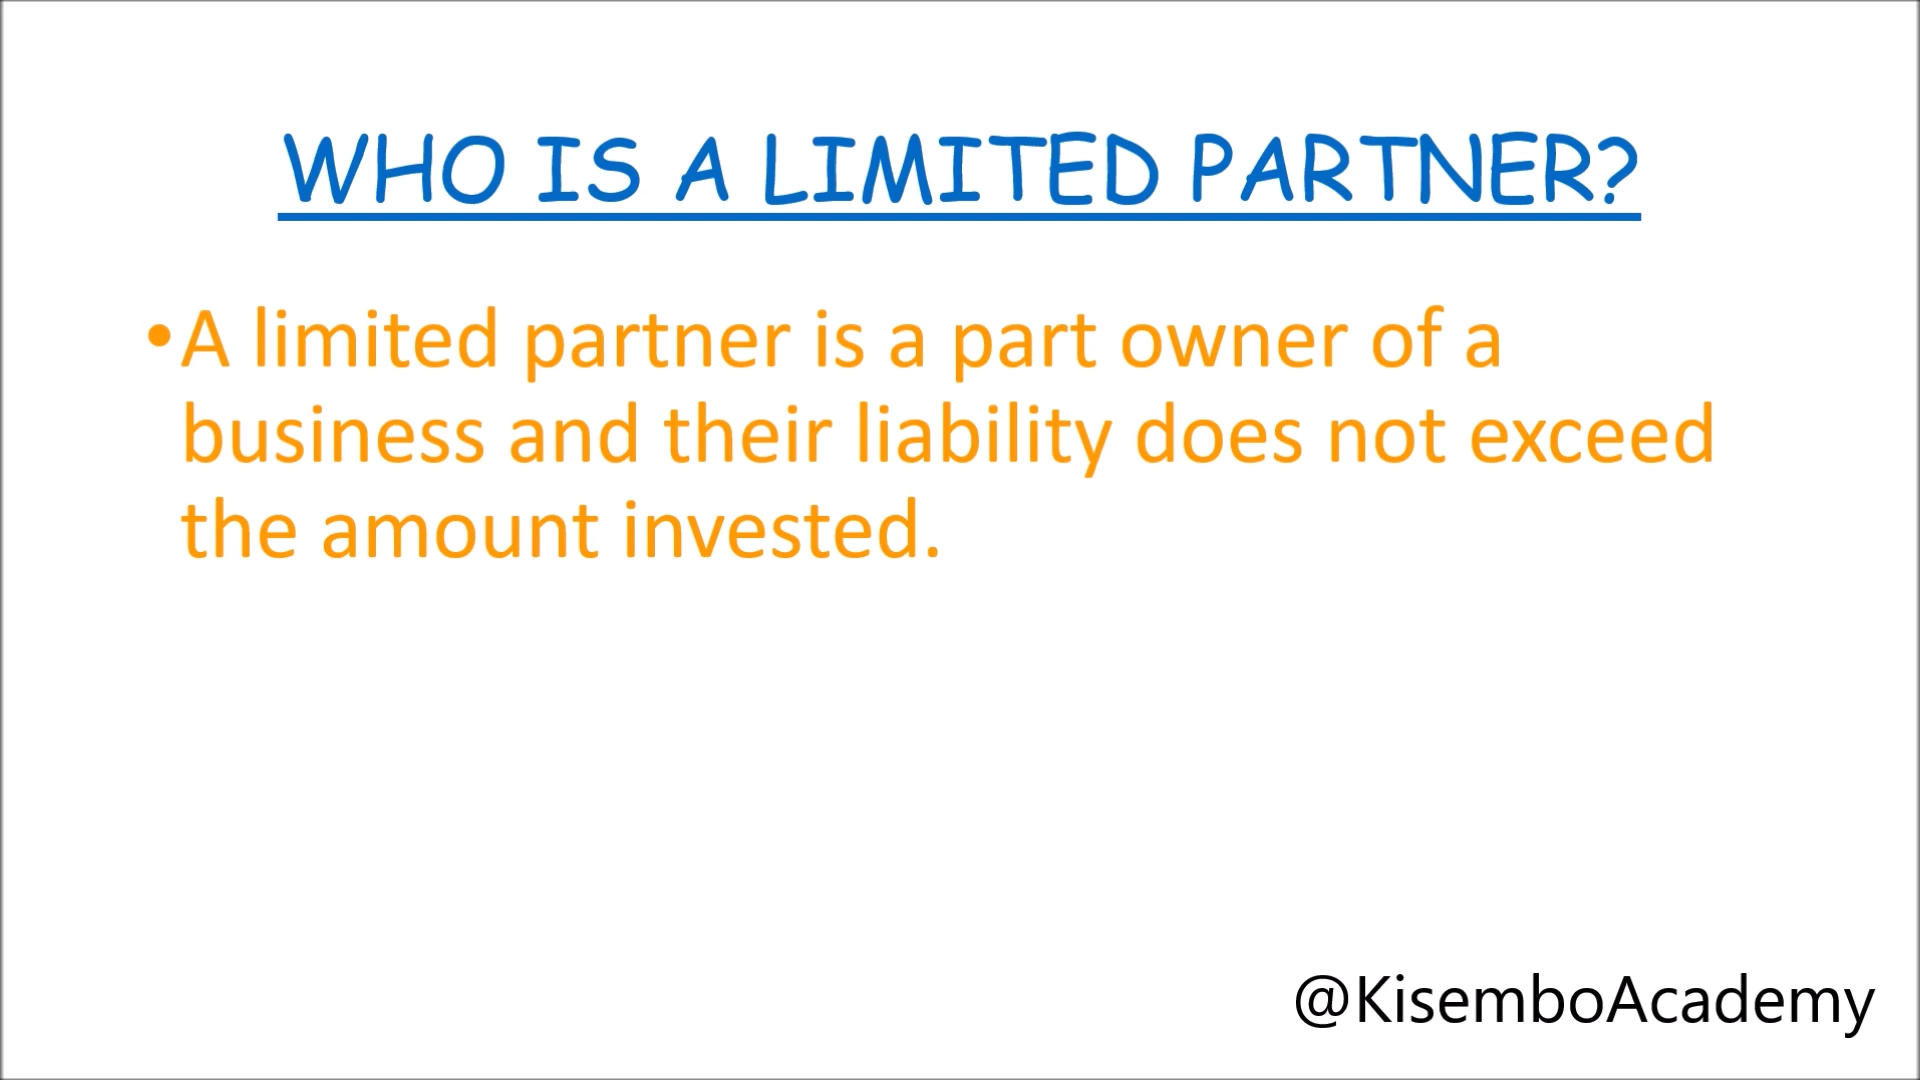 WHO IS A LIMITED PARTNER?
•A limited partner is a part owner of a
business and their liability does not exceed
the amount invested.
@KisemboAcademy